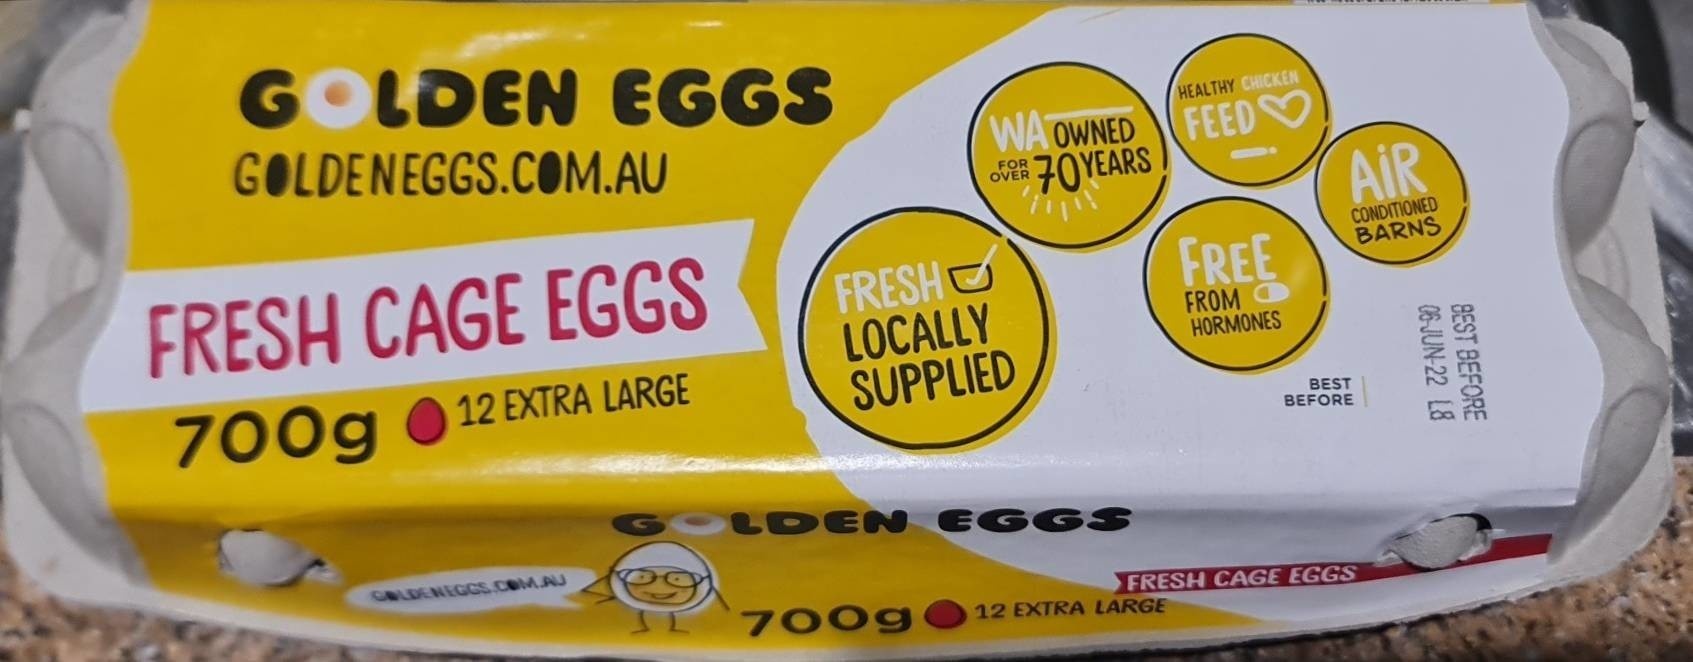 GOLDEN EGGS
GOLDENEGGS.COM.AU
FRESH CAGE EGGS
700g 12 EXTRA LARGE
FRESH
LOCALLY
SUPPLIED
WA OWNED
FOR OVER 70 YEARS
HEALTHY CHICKEN
FEED
AiR
CONDITIONED
BARNS
FREE
FROM
HORMONES
BEST
BEFORE
BEST BEFORE
06-JUN-22 L8
GOLDEN EGGS
GOLDENEGGS.COM.AU
FRESH CAGE EGGS
700g 12 EXTRA LARGE